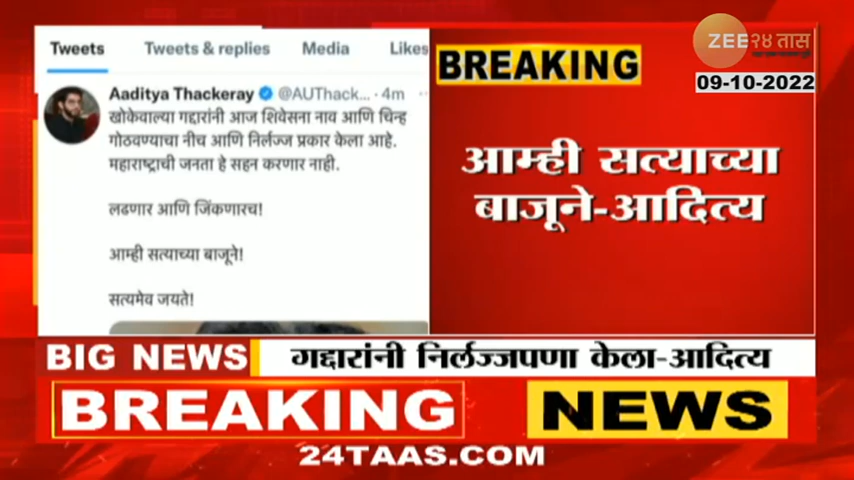 Tweets Tweets & replies Media Likes
Aaditya Thackeray @AUThack... · 4m
खोकेवाल्या गद्दारांनी आज शिवेसना नाव आणि चिन्ह
गोठवण्याचा नीच आणि निर्लज्ज प्रकार केला आहे.
महाराष्ट्राची जनता हे सहन करणार नाही.
लढणार आणि जिंकणारच!
आम्ही सत्याच्या बाजूने!
सत्यमेव जयते!
BREAKING
ZEE २४ तास
09-10-2022
आम्ही सत्याच्या
बाजूने-आदित्य
BIG NEWS गद्दारांनी निर्लज्जपणा केला-आदित्य
BREAKING NEWS
24TAAS.COM